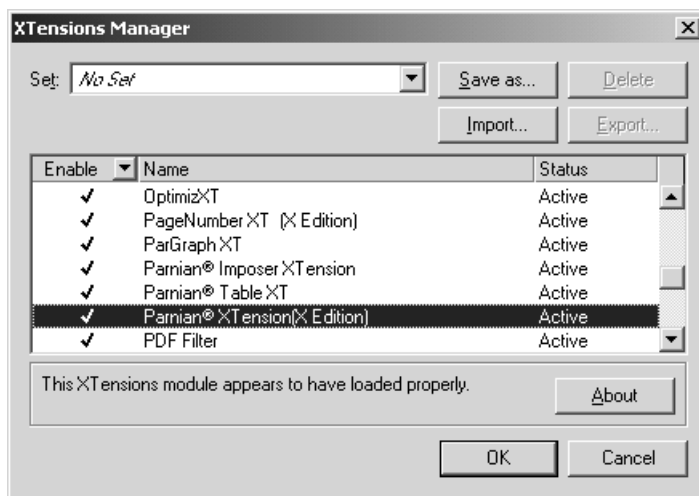 XTensions Manager
Set: No Set Save as... Delete
Import... Export...
Enable Name Status
OptimizXT Active
PageNumber XT (X Edition) Active
ParGraph XT Active
Parnian® Imposer XTension Active
Parnian® Table XT Active
Parnian® XTension(X Edition) Active
PDF Filter Active
This XTensions module appears to have loaded properly.
About
OK Cancel